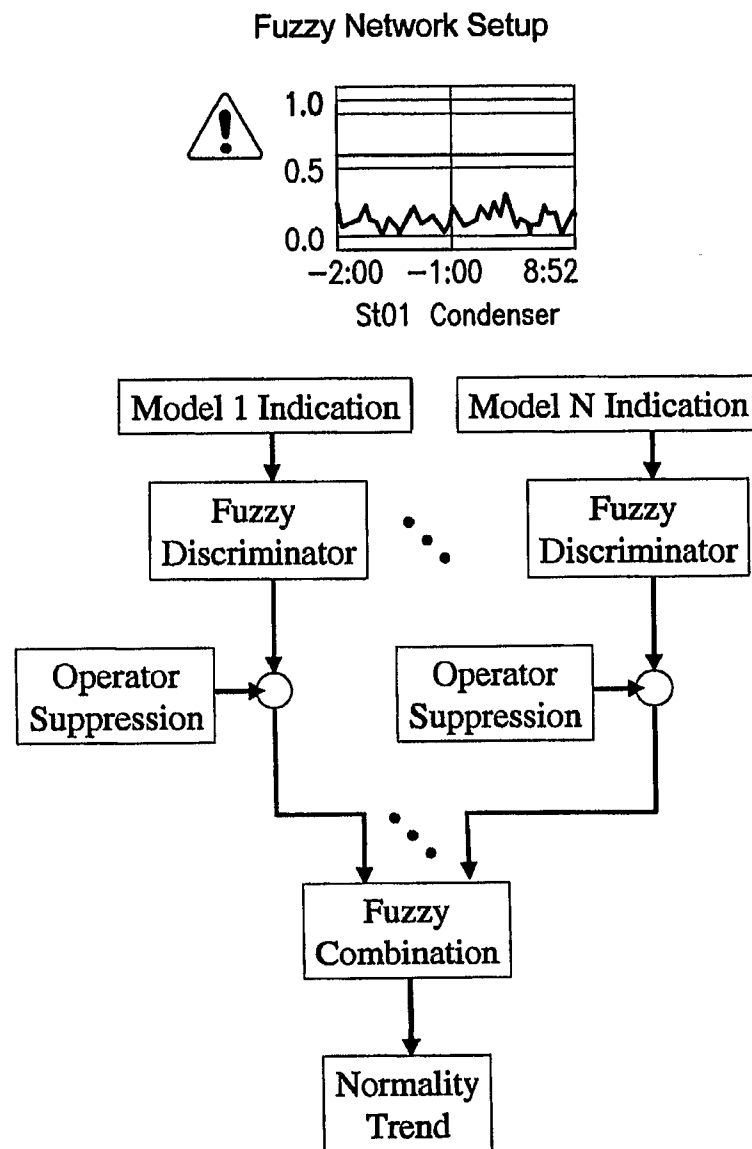 Fuzzy Network Setup
!
1.0
0.5
0.0
−2:00 −1:00 8:52
St01 Condenser
Model 1 Indication
Model N Indication
Fuzzy
Discriminator
Fuzzy
Discriminator
Operator
Suppression
Operator
Suppression
Fuzzy
Combination
Normality
Trend